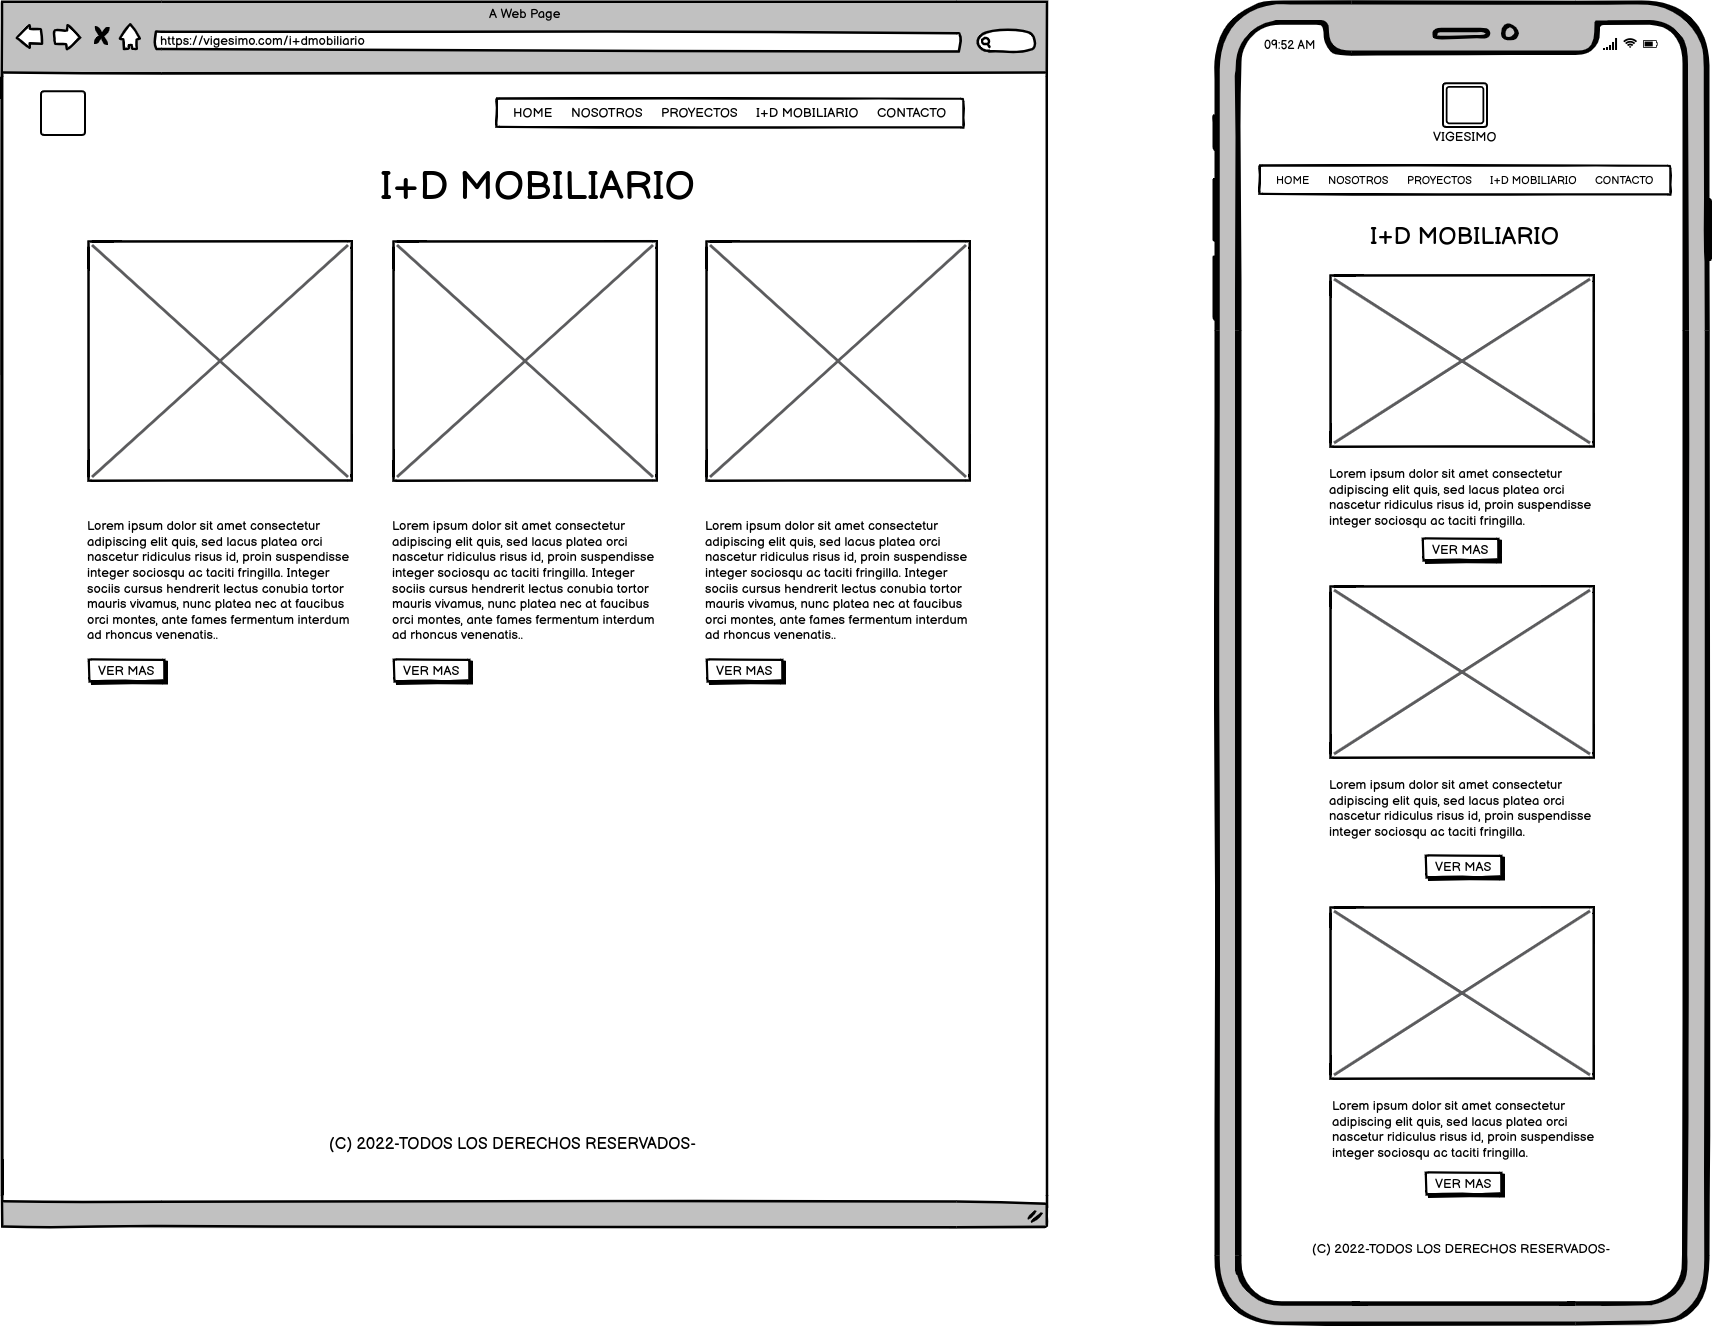 A Web Page
https://vigesimo.com/i+dmobiliario
HOME NOSOTROS PROYECTOS I+D MOBILIARIO CONTACTO
I+D MOBILIARIO
Lorem ipsum dolor sit amet consectetur
adipiscing elit quis, sed lacus platea orci
nascetur ridiculus risus id, proin suspendisse
integer sociosqu ac taciti fringilla. Integer
sociis cursus hendrerit lectus conubia tortor
mauris vivamus, nunc platea nec at faucibus
orci montes, ante fames fermentum interdum
ad rhoncus venenatis..
VER MAS
Lorem ipsum dolor sit amet consectetur
adipiscing elit quis, sed lacus platea orci
nascetur ridiculus risus id, proin suspendisse
integer sociosqu ac taciti fringilla. Integer
sociis cursus hendrerit lectus conubia tortor
mauris vivamus, nunc platea nec at faucibus
orci montes, ante fames fermentum interdum
ad rhoncus venenatis..
VER MAS
Lorem ipsum dolor sit amet consectetur
adipiscing elit quis, sed lacus platea orci
nascetur ridiculus risus id, proin suspendisse
integer sociosqu ac taciti fringilla. Integer
sociis cursus hendrerit lectus conubia tortor
mauris vivamus, nunc platea nec at faucibus
orci montes, ante fames fermentum interdum
ad rhoncus venenatis..
VER MAS
(C) 2022-TODOS LOS DERECHOS RESERVADOS-
09:52 AM
VIGESIMO
HOME NOSOTROS PROYECTOS I+D MOBILIARIO CONTACTO
I+D MOBILIARIO
Lorem ipsum dolor sit amet consectetur
adipiscing elit quis, sed lacus platea orci
nascetur ridiculus risus id, proin suspendisse
integer sociosqu ac taciti fringilla.
VER MAS
Lorem ipsum dolor sit amet consectetur
adipiscing elit quis, sed lacus platea orci
nascetur ridiculus risus id, proin suspendisse
integer sociosqu ac taciti fringilla.
VER MAS
Lorem ipsum dolor sit amet consectetur
adipiscing elit quis, sed lacus platea orci
nascetur ridiculus risus id, proin suspendisse
integer sociosqu ac taciti fringilla.
VER MAS
(C) 2022-TODOS LOS DERECHOS RESERVADOS-